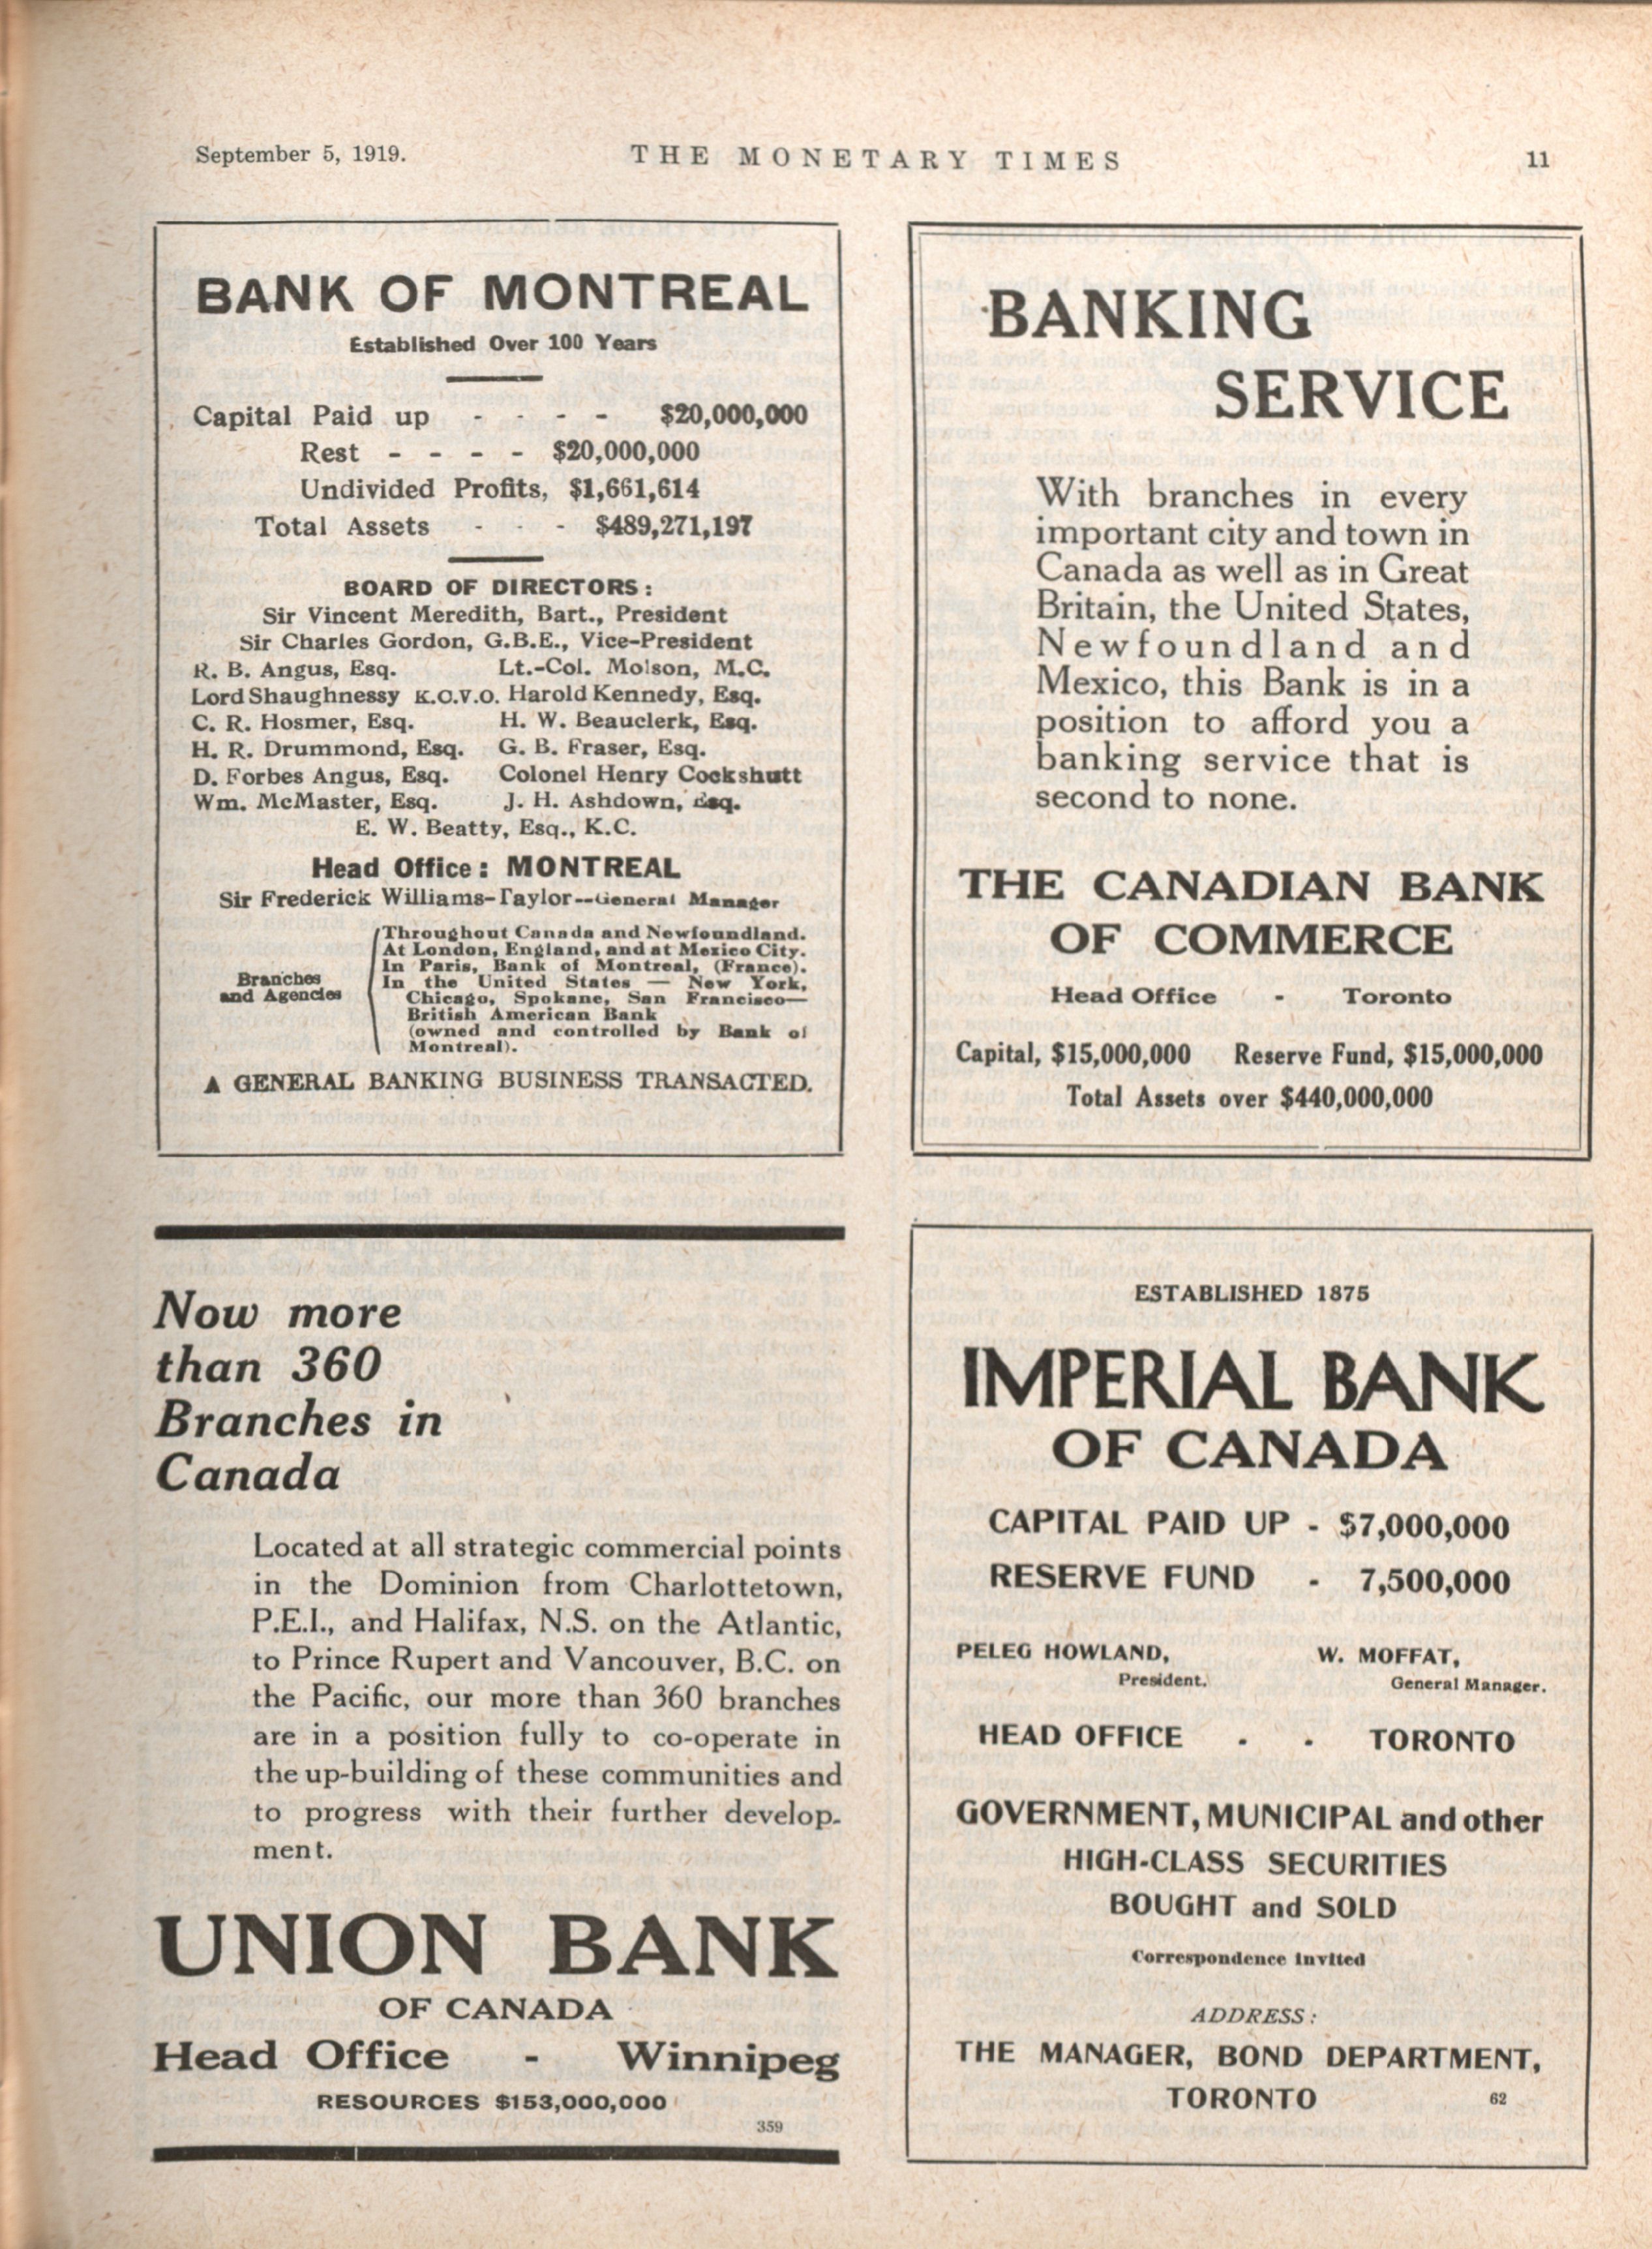 September 5, 1919.
THE MONETARY TIMES
11
BANK OF MONTREAL
Established Over 100 Years
Capital Paid up - - - - $20,000,000
Rest - - - - $20,000,000
Undivided Profits, $1,661,614
Total Assets - - - $489,271,197
BOARD OF DIRECTORS:
Sir Vincent Meredith, Bart., President
Sir Charles Gordon, G.B.E., Vice-President
R. B. Angus, Esq. Lt.-Col. Molson, M.C.
Lord Shaughnessy K.C.V.O. Harold Kennedy, Esq.
C. R. Hosmer, Esq. H. W. Beauclerk, Esq.
H. R. Drummond, Esq. G. B. Fraser, Esq.
D. Forbes Angus, Esq. Colonel Henry Cockshutt
Wm. McMaster, Esq. J. H. Ashdown, Esq.
E. W. Beatty, Esq., K.C.
Head Office: MONTREAL
Sir Frederick Williams-Taylor--General Manager
Branches
and Agencies
Throughout Canada and Newfoundland.
At London, England, and at Mexico City.
In Paris, Bank of Montreal, (France).
In the United States — New York,
Chicago, Spokane, San Francisco—
British American Bank
(owned and controlled by Bank of
Montreal).
A GENERAL BANKING BUSINESS TRANSACTED.
BANKING
SERVICE
With branches in every
important city and town in
Canada as well as in Great
Britain, the United States,
Newfoundland and
Mexico, this Bank is in a
position to afford you a
banking service that is
second to none.
THE CANADIAN BANK
OF COMMERCE
Head Office - Toronto
Capital, $15,000,000 Reserve Fund, $15,000,000
Total Assets over $440,000,000
Now more
than 360
Branches in
Canada
Located at all strategic commercial points
in the Dominion from Charlottetown,
P.E.I., and Halifax, N.S. on the Atlantic,
to Prince Rupert and Vancouver, B.C. on
the Pacific, our more than 360 branches
are in a position fully to co-operate in
the up-building of these communities and
to progress with their further develop-
ment.
UNION BANK
OF CANADA
Head Office - Winnipeg
RESOURCES $153,000,000
359
ESTABLISHED 1875
IMPERIAL BANK
OF CANADA
CAPITAL PAID UP - $7,000,000
RESERVE FUND - 7,500,000
PELEG HOWLAND, W. MOFFAT,
President. General Manager.
HEAD OFFICE - - TORONTO
GOVERNMENT, MUNICIPAL and other
HIGH-CLASS SECURITIES
BOUGHT and SOLD
Correspondence Invited
ADDRESS:
THE MANAGER, BOND DEPARTMENT,
TORONTO
62